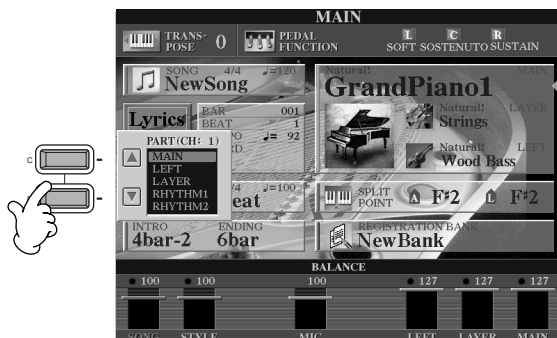 MAIN
TRANS-
POSE 0
PEDAL
FUNCTION
L C R
SOFT SOSTENUTO SUSTAIN
SONG 4/4 ♩=120
NewSong
Natural! MAIN
GrandPiano1
Lyrics
BAR 001
BEAT 1
♩= 92
Natural! LAYER
Strings
Natural! LEFT
Wood Bass
C
PART(CH: 1)
MAIN
LEFT
LAYER
RHYTHM1
RHYTHM2
/4 ♩=100
eat
SPLIT
POINT A F♯2 L F♯2
INTRO ENDING
4bar-2 6bar
REGISTRATION BANK
NewBank
BALANCE
100 100 100 127 127 127
SONG STYLE MIC LEFT LAYER MAIN